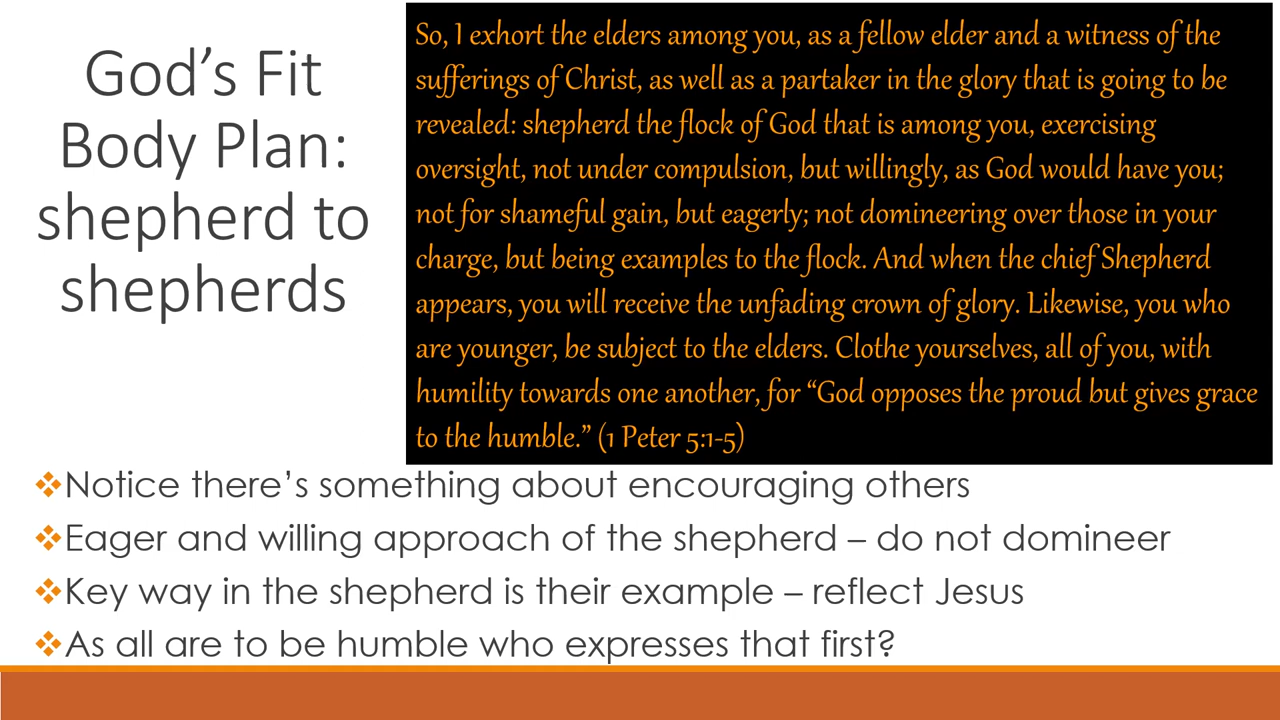 God’s Fit
Body Plan:
shepherd to
shepherds
So, I exhort the elders among you, as a fellow elder and a witness of the
sufferings of Christ, as well as a partaker in the glory that is going to be
revealed: shepherd the flock of God that is among you, exercising
oversight, not under compulsion, but willingly, as God would have you;
not for shameful gain, but eagerly; not domineering over those in your
charge, but being examples to the flock. And when the chief Shepherd
appears, you will receive the unfading crown of glory. Likewise, you who
are younger, be subject to the elders. Clothe yourselves, all of you, with
humility towards one another, for “God opposes the proud but gives grace
to the humble.” (1 Peter 5:1-5)
❖Notice there’s something about encouraging others
❖Eager and willing approach of the shepherd – do not domineer
❖Key way in the shepherd is their example – reflect Jesus
❖As all are to be humble who expresses that first?